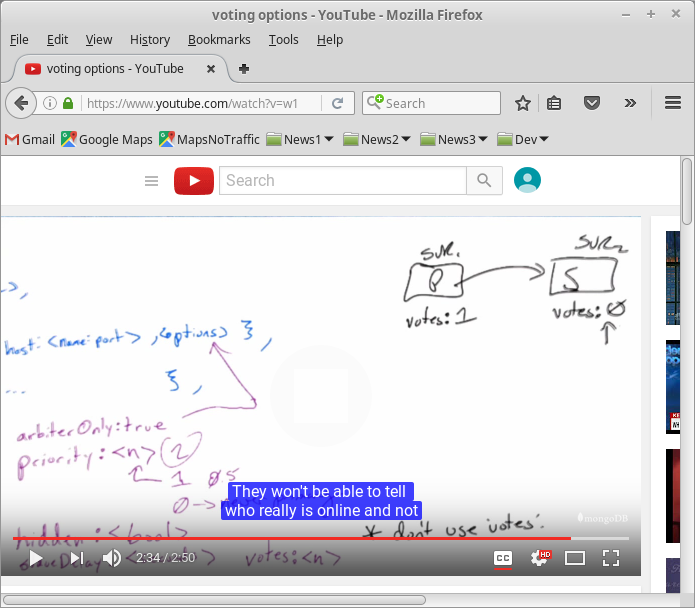 voting options - YouTube - Mozilla Firefox
File Edit View History Bookmarks Tools Help
voting options - YouTube
https://www.youtube.com/watch?v=w1
Search
Gmail Google Maps MapsNoTraffic News1 News2 News3 Dev
Search
SVR1
SVR2
P
S
votes: 1
votes: 0
host: <name:port> , <options> } ,
...
} ,
arbiterOnly: true
priority: <n> 2
1 0 5
0 →
They won't be able to tell
who really is online and not
mongoDB
* don't use 'votes'
hidden: <bool>
votes: <n>
2:34 / 2:50
CC
HD